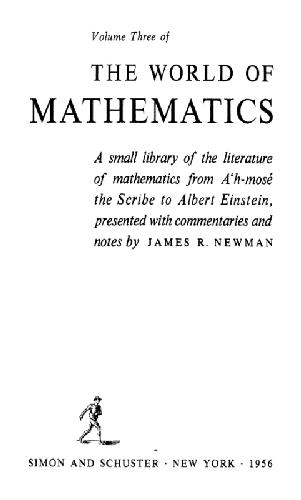 Volume Three of
THE WORLD OF
MATHEMATICS
A small library of the literature
of mathematics from A'h-mosé
the Scribe to Albert Einstein,
presented with commentaries and
notes by JAMES R. NEWMAN
SIMON AND SCHUSTER · NEW YORK · 1956